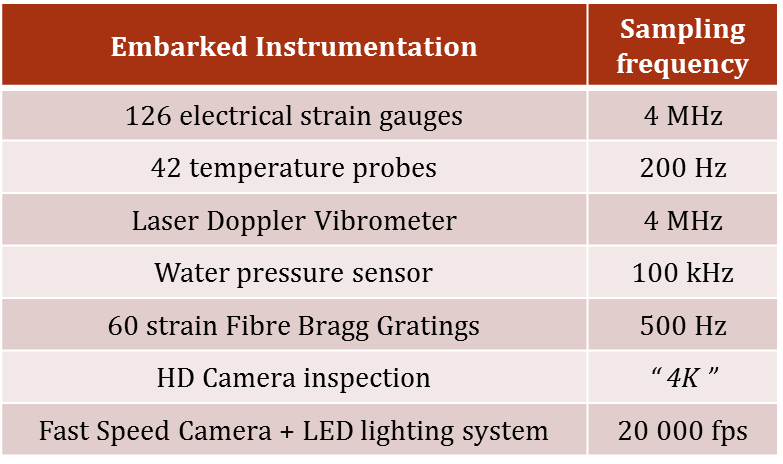 Embarked Instrumentation
Sampling
frequency
126 electrical strain gauges
4 MHz
42 temperature probes
200 Hz
Laser Doppler Vibrometer
4 MHz
Water pressure sensor
100 kHz
60 strain Fibre Bragg Gratings
500 Hz
HD Camera inspection
“ 4K ”
Fast Speed Camera + LED lighting system
20 000 fps